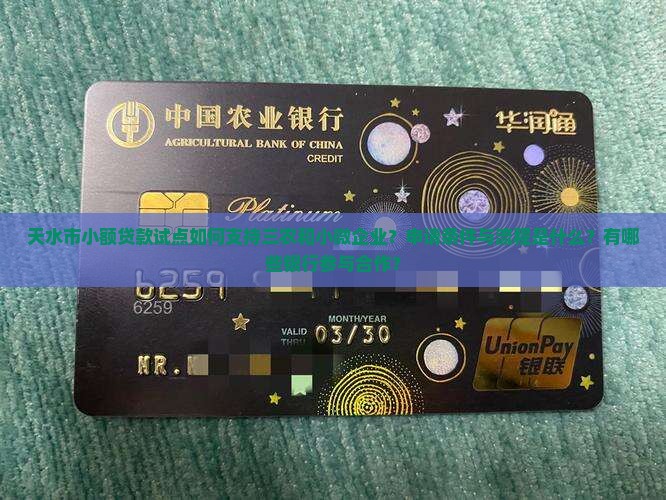 中国农业银行
华润通
AGRICULTURAL BANK OF CHINA
CREDIT
Platinum
天水市小额贷款试点如何支持三农和小微企业？申请条件与流程是什么？有哪
些银行参与合作？
6259
6259
MONTH/YEAR
VALID THRU 03/30
MR.
UnionPay
银联